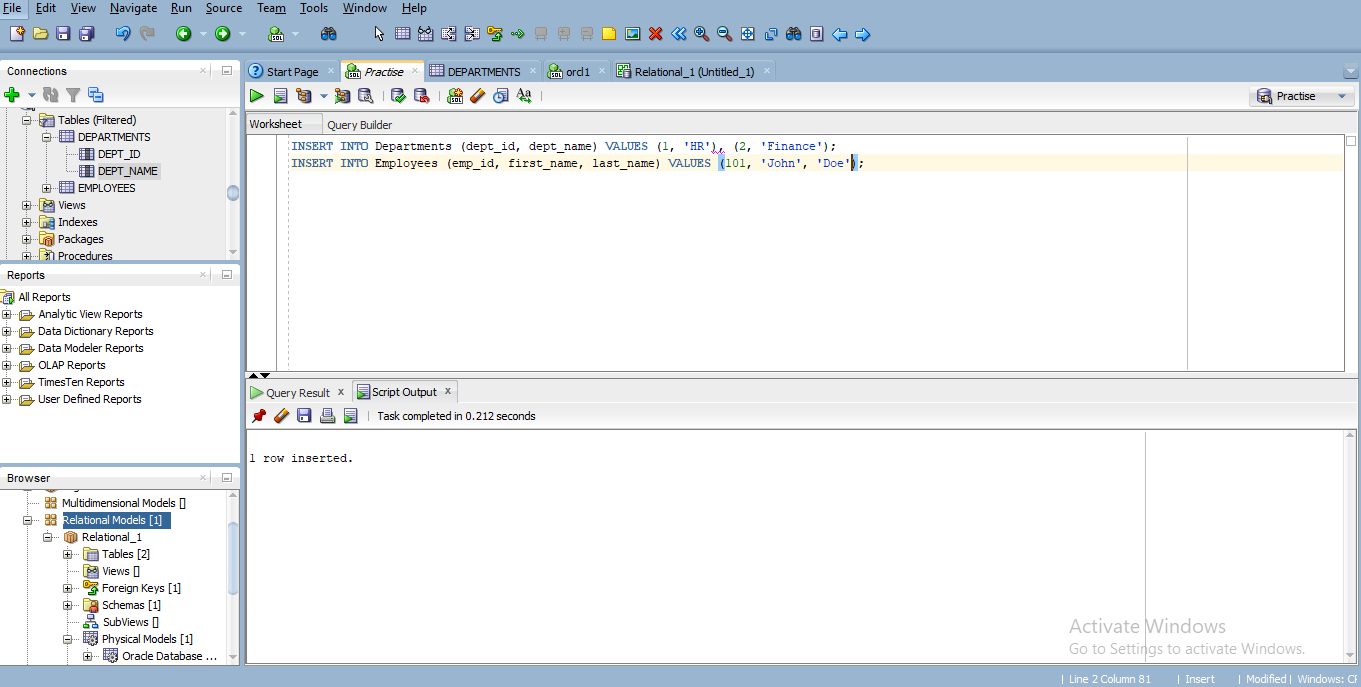 File Edit View Navigate Run Source Team Tools Window Help
Connections
Tables (Filtered)
DEPARTMENTS
DEPT_ID
DEPT_NAME
EMPLOYEES
Views
Indexes
Packages
Procedures
Reports
All Reports
Analytic View Reports
Data Dictionary Reports
Data Modeler Reports
OLAP Reports
TimesTen Reports
User Defined Reports
Browser
Multidimensional Models []
Relational Models [1]
Relational_1
Tables [2]
Views []
Foreign Keys [1]
Schemas [1]
SubViews []
Physical Models [1]
Oracle Database ...
Start Page Practise DEPARTMENTS orcl1 Relational_1 (Untitled_1)
Practise
Worksheet Query Builder
INSERT INTO Departments (dept_id, dept_name) VALUES (1, 'HR'), (2, 'Finance');
INSERT INTO Employees (emp_id, first_name, last_name) VALUES (101, 'John', 'Doe');
Query Result x Script Output x
Task completed in 0.212 seconds
1 row inserted.
Activate Windows
Go to Settings to activate Windows.
| Line 2 Column 81 | Insert | Modified | Windows: CF